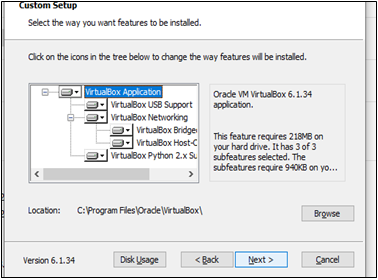 Custom Setup
Select the way you want features to be installed.
Click on the icons in the tree below to change the way features will be installed.
VirtualBox Application
VirtualBox USB Support
VirtualBox Networking
VirtualBox Bridge
VirtualBox Host-C
VirtualBox Python 2.x Su
Oracle VM VirtualBox 6.1.34
application.
This feature requires 218MB on
your hard drive. It has 3 of 3
subfeatures selected. The
subfeatures require 940KB on yo...
Location: C:\Program Files\Oracle\VirtualBox\
Browse
Version 6.1.34
Disk Usage
< Back
Next >
Cancel